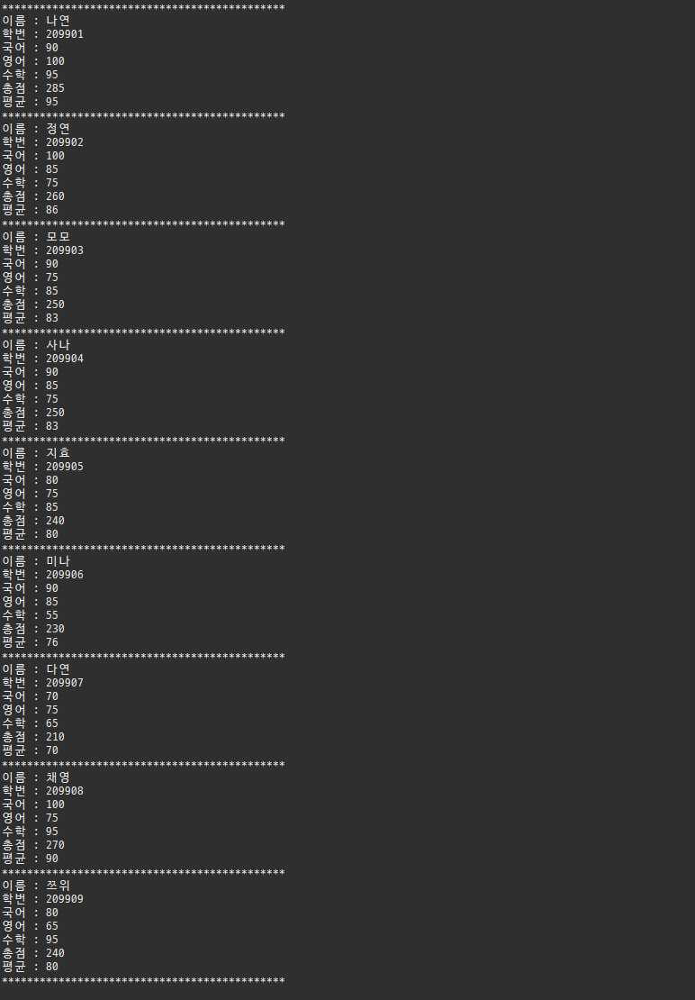 *********************************************
이름 : 나연
학번 : 209901
국어 : 90
영어 : 100
수학 : 95
총점 : 285
평균 : 95
*********************************************
이름 : 정연
학번 : 209902
국어 : 100
영어 : 85
수학 : 75
총점 : 260
평균 : 86
*********************************************
이름 : 모모
학번 : 209903
국어 : 90
영어 : 75
수학 : 85
총점 : 250
평균 : 83
*********************************************
이름 : 사나
학번 : 209904
국어 : 90
영어 : 85
수학 : 75
총점 : 250
평균 : 83
*********************************************
이름 : 지효
학번 : 209905
국어 : 80
영어 : 75
수학 : 85
총점 : 240
평균 : 80
*********************************************
이름 : 미나
학번 : 209906
국어 : 90
영어 : 85
수학 : 55
총점 : 230
평균 : 76
*********************************************
이름 : 다연
학번 : 209907
국어 : 70
영어 : 75
수학 : 65
총점 : 210
평균 : 70
*********************************************
이름 : 채영
학번 : 209908
국어 : 100
영어 : 75
수학 : 95
총점 : 270
평균 : 90
*********************************************
이름 : 쯔위
학번 : 209909
국어 : 80
영어 : 65
수학 : 95
총점 : 240
평균 : 80
*********************************************